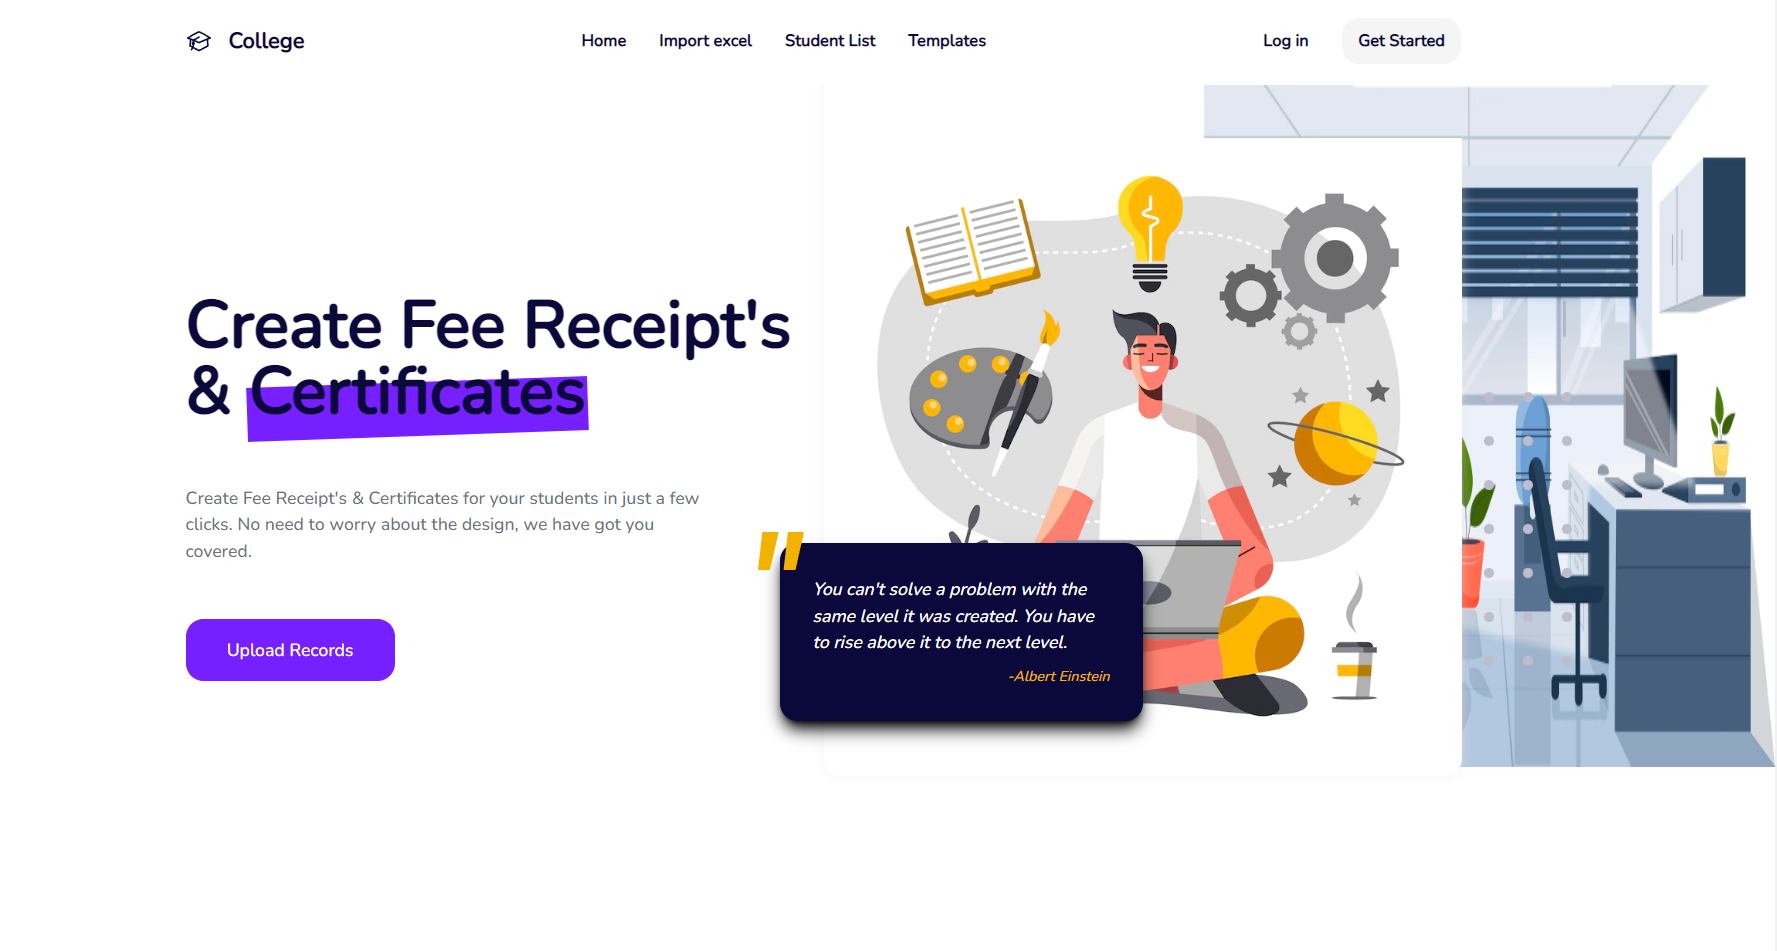 College
Home
Import excel
Student List
Templates
Log in
Get Started
Create Fee Receipt's
& Certificates
Create Fee Receipt's & Certificates for your students in just a few
clicks. No need to worry about the design, we have got you
covered.
Upload Records
"
You can't solve a problem with the
same level it was created. You have
to rise above it to the next level.
-Albert Einstein